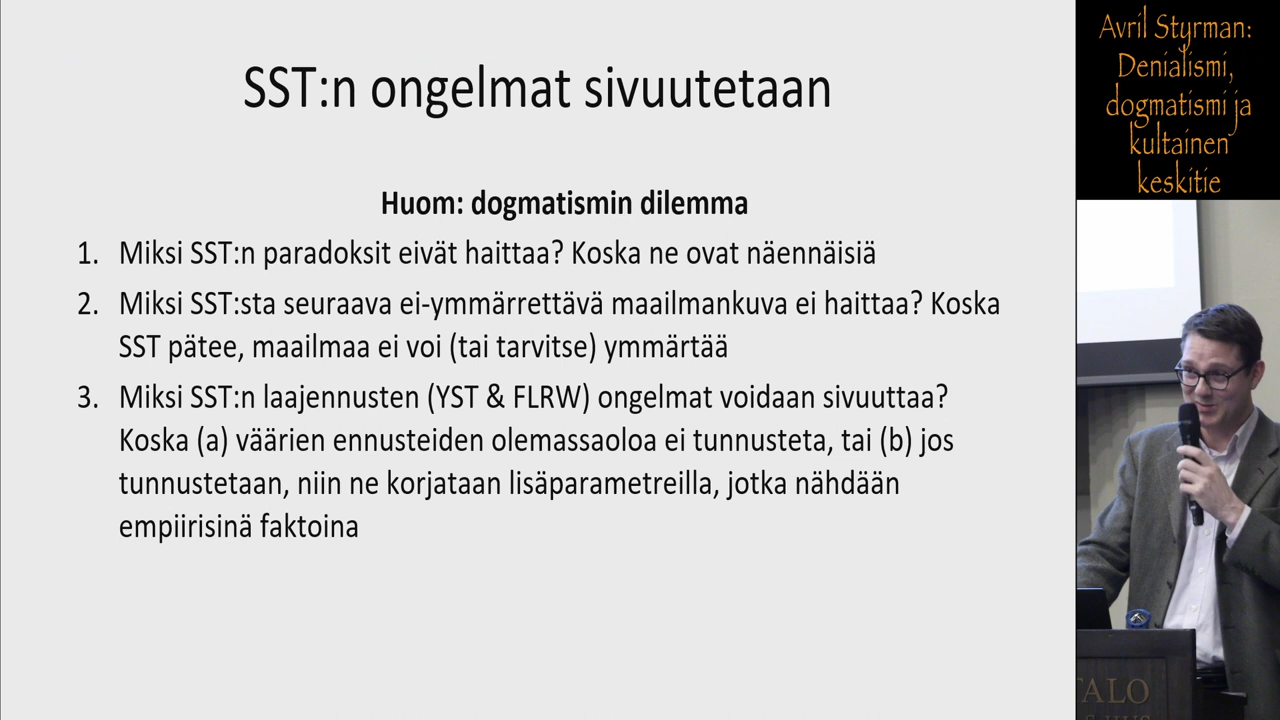 SST:n ongelmat sivuutetaan
Huom: dogmatismin dilemma
1. Miksi SST:n paradoksit eivät haittaa? Koska ne ovat näennäisiä
2. Miksi SST:sta seuraava ei-ymmärrettävä maailmankuva ei haittaa? Koska
SST pätee, maailmaa ei voi (tai tarvitse) ymmärtää
3. Miksi SST:n laajennusten (YST & FLRW) ongelmat voidaan sivuuttaa?
Koska (a) väärien ennusteiden olemassaoloa ei tunnusteta, tai (b) jos
tunnustetaan, niin ne korjataan lisäparametreilla, jotka nähdään
empiirisinä faktoina
Avril Styrman:
Denialismi,
dogmatismi ja
kultainen
keskitie
TALO